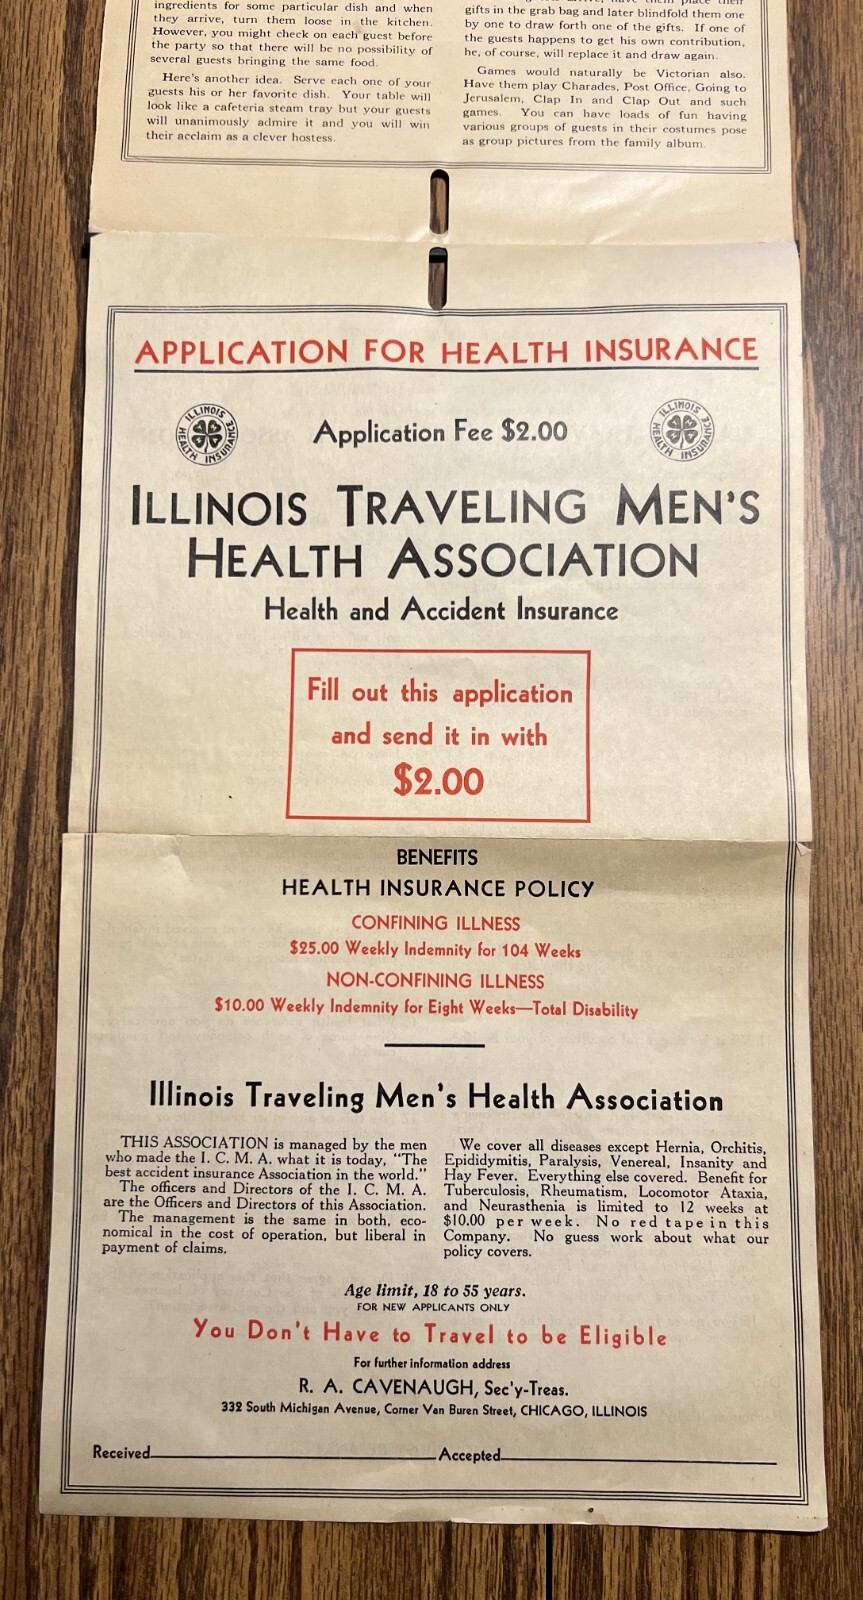 ingredients for some particular dish and when
they arrive, turn them loose in the kitchen.
However, you might check on each guest before
the party so that there will be no possibility of
several guests bringing the same food.
Here's another idea. Serve each one of your
guests his or her favorite dish. Your table will
look like a cafeteria steam tray but your guests
will unanimously admire it and you will win
their acclaim as a clever hostess.
gifts in the grab bag and later blindfold them one
by one to draw forth one of the gifts. If one of
the guests happens to get his own contribution,
he, of course, will replace it and draw again.
Games would naturally be Victorian also.
Have them play Charades, Post Office, Going to
Jerusalem, Clap In and Clap Out and such
games. You can have loads of fun having
various groups of guests in their costumes pose
as group pictures from the family album.
APPLICATION FOR HEALTH INSURANCE
ILLINOIS HEALTH INSURANCE
Application Fee $2.00
ILLINOIS HEALTH INSURANCE
ILLINOIS TRAVELING MEN'S
HEALTH ASSOCIATION
Health and Accident Insurance
Fill out this application
and send it in with
$2.00
BENEFITS
HEALTH INSURANCE POLICY
CONFINING ILLNESS
$25.00 Weekly Indemnity for 104 Weeks
NON-CONFINING ILLNESS
$10.00 Weekly Indemnity for Eight Weeks—Total Disability
Illinois Traveling Men's Health Association
THIS ASSOCIATION is managed by the men
who made the I. C. M. A. what it is today, "The
best accident insurance Association in the world."
The officers and Directors of the I. C. M. A.
are the Officers and Directors of this Association.
The management is the same in both, eco-
nomical in the cost of operation, but liberal in
payment of claims.
We cover all diseases except Hernia, Orchitis,
Epididymitis, Paralysis, Venereal, Insanity and
Hay Fever. Everything else covered. Benefit for
Tuberculosis, Rheumatism, Locomotor Ataxia,
and Neurasthenia is limited to 12 weeks at
$10.00 per week. No red tape in this
Company. No guess work about what our
policy covers.
Age limit, 18 to 55 years.
FOR NEW APPLICANTS ONLY
You Don't Have to Travel to be Eligible
For further information address
R. A. CAVENAUGH, Sec'y-Treas.
332 South Michigan Avenue, Corner Van Buren Street, CHICAGO, ILLINOIS
Received Accepted